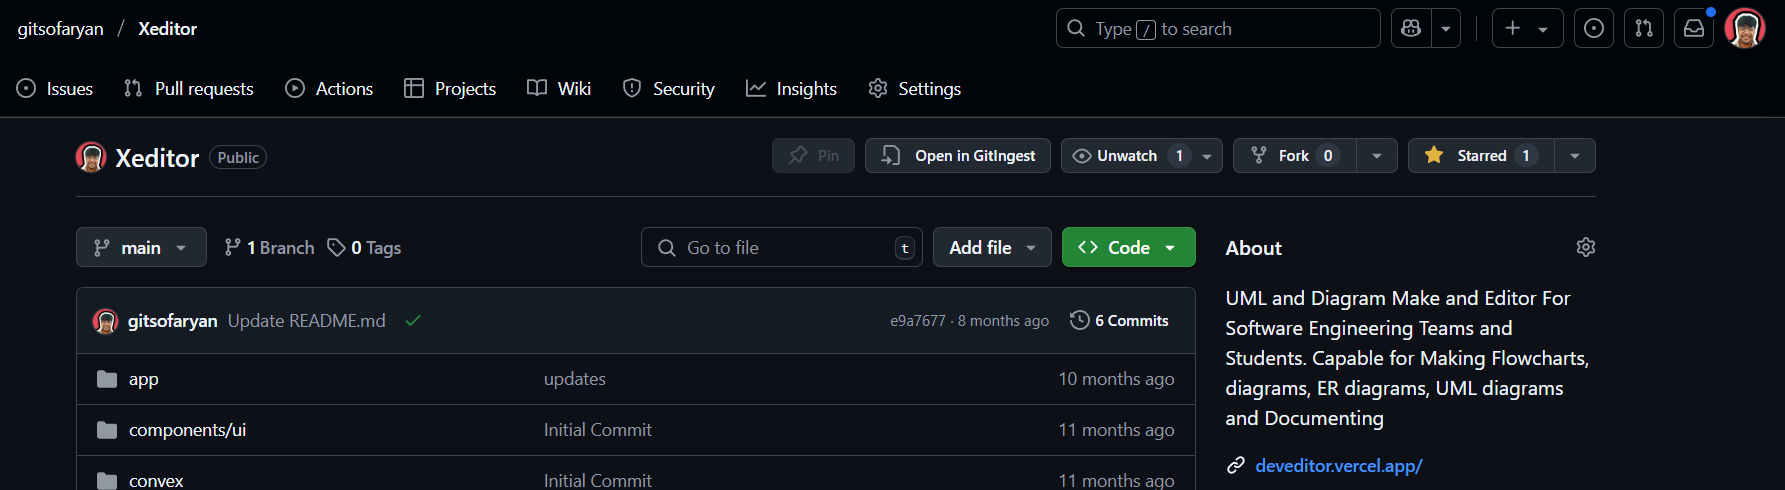 gitsofaryan / Xeditor
Type / to search
Issues Pull requests Actions Projects Wiki Security Insights Settings
Xeditor Public
Pin Open in GitIngest Unwatch 1 Fork 0 Starred 1
main 1 Branch 0 Tags
Go to file t Add file Code
gitsofaryan Update README.md e9a7677 · 8 months ago 6 Commits
app updates 10 months ago
components/ui Initial Commit 11 months ago
convex Initial Commit 11 months ago
About
UML and Diagram Make and Editor For
Software Engineering Teams and
Students. Capable for Making Flowcharts,
diagrams, ER diagrams, UML diagrams
and Documenting
deveditor.vercel.app/